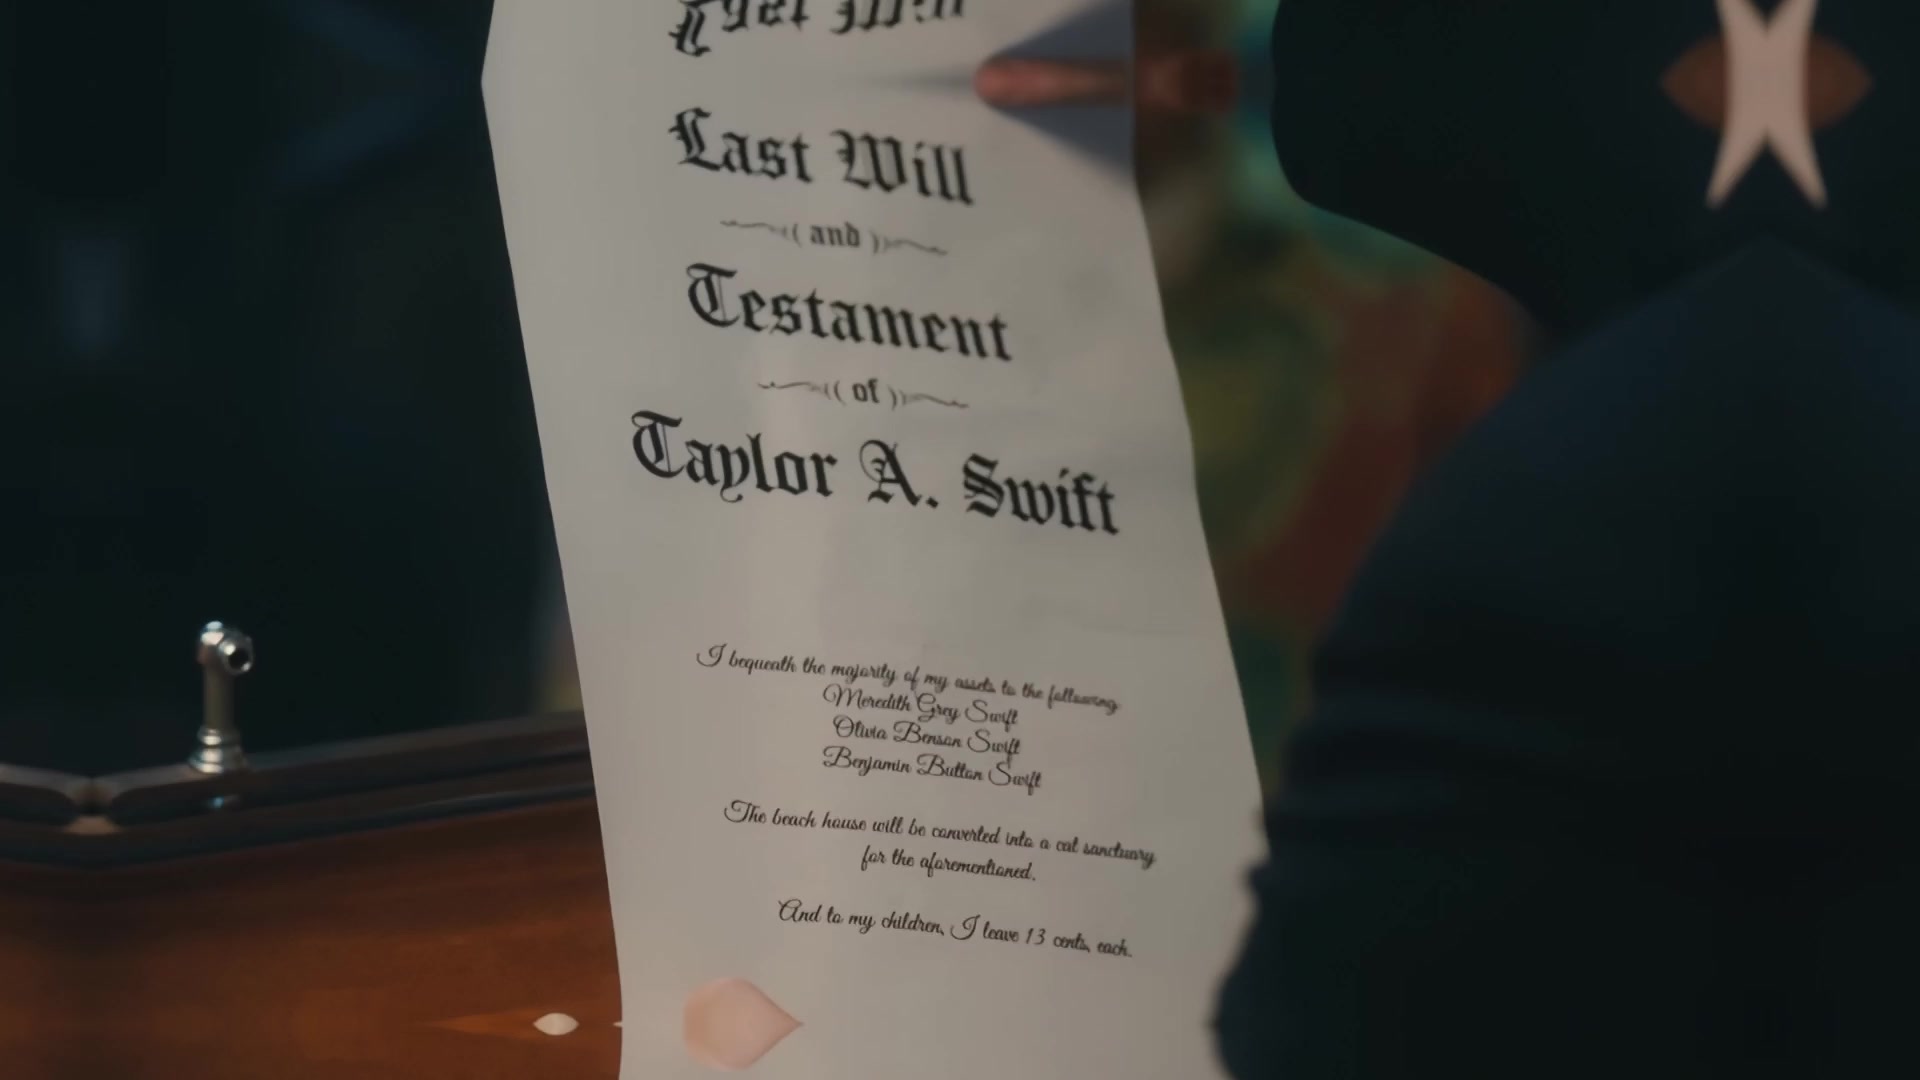 Last Will
and
Testament
of
Taylor A. Swift
I bequeath the majority of my assets to the following
Meredith Grey Swift
Olivia Benson Swift
Benjamin Button Swift
The beach house will be converted into a cat sanctuary
for the aforementioned.
And to my children, I leave 13 cents, each.